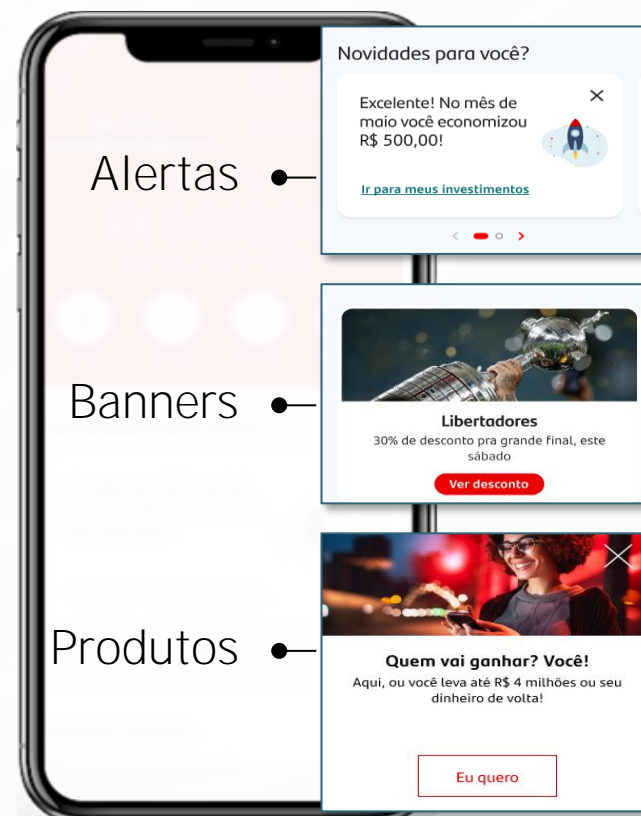 Novidades para você?
Alertas
Excelente! No mês de
maio você economizou
R$ 500,00!
Ir para meus investimentos
Banners
Libertadores
30% de desconto pra grande final, este
sábado
Ver desconto
Produtos
Quem vai ganhar? Você!
Aqui, ou você leva até R$ 4 milhões ou seu
dinheiro de volta!
Eu quero